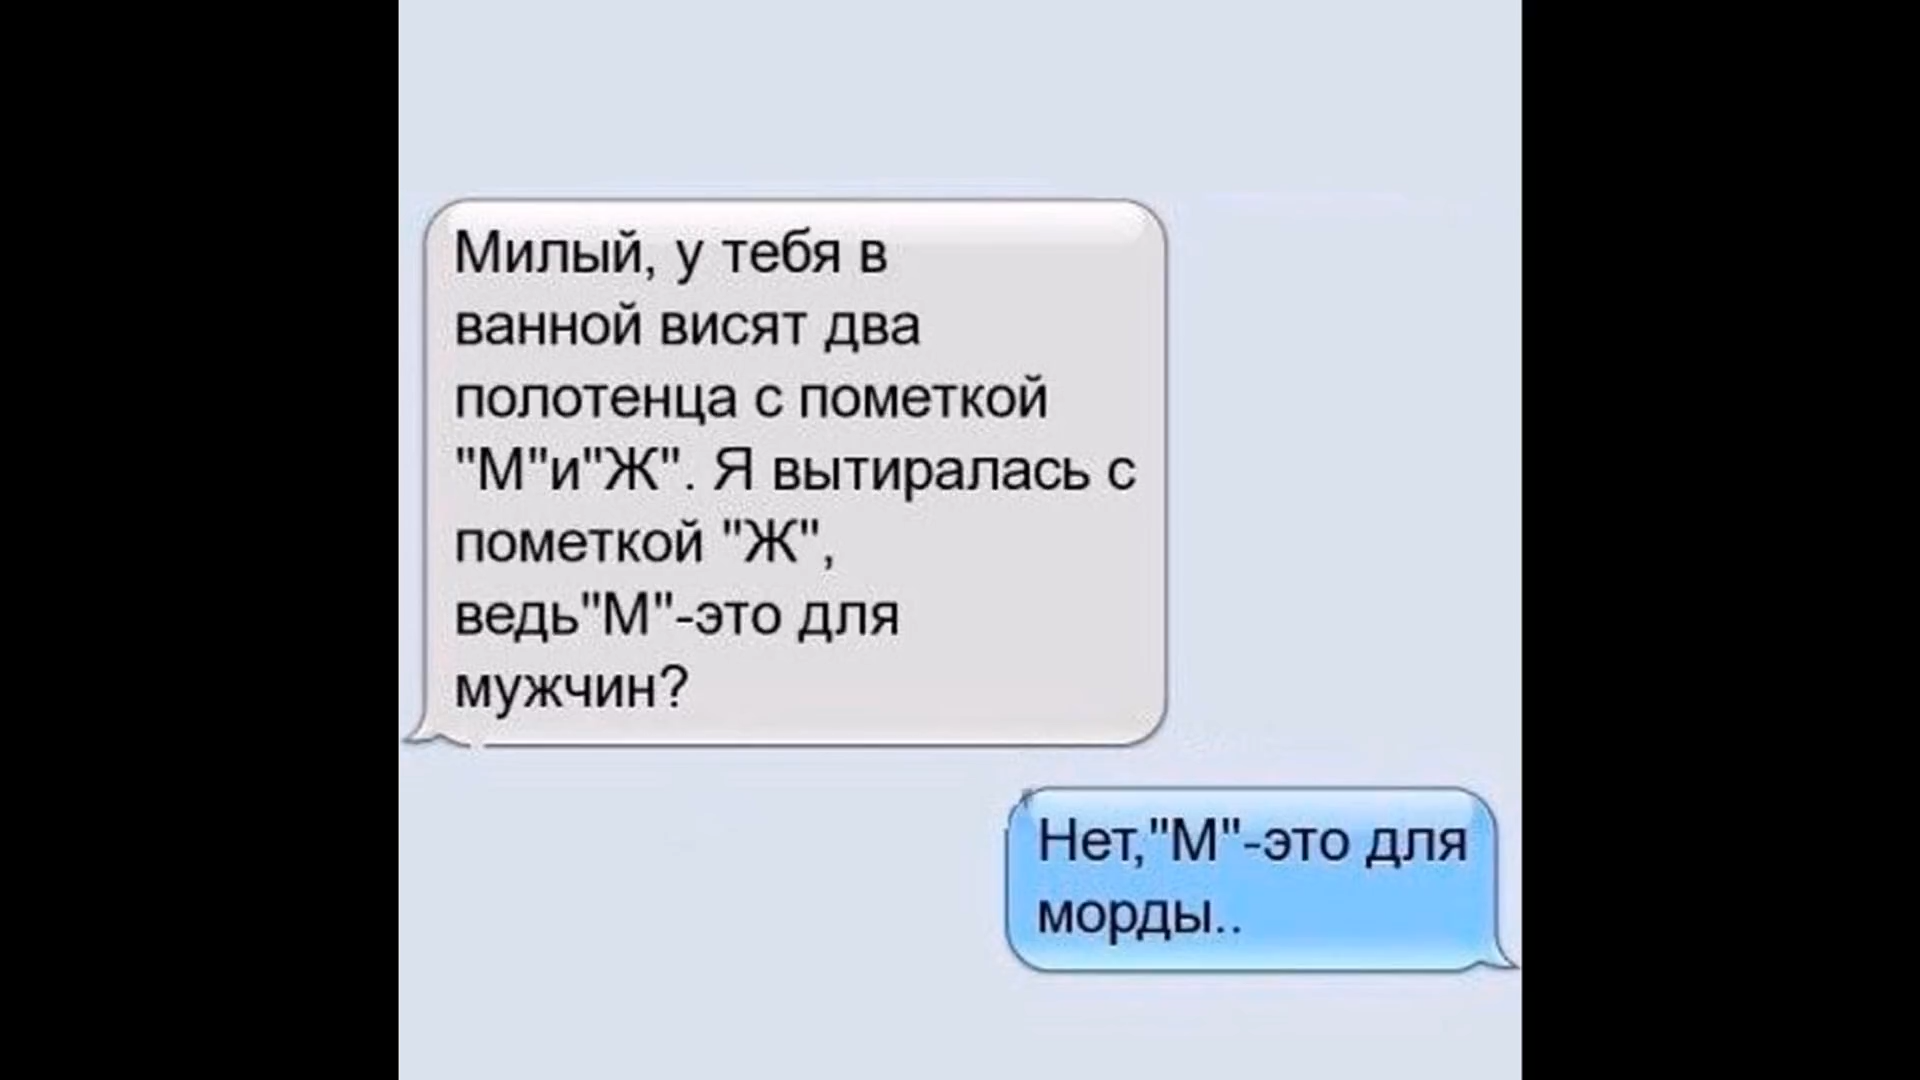 Милый, у тебя в
ванной висят два
полотенца с пометкой
"М"и"Ж". Я вытиралась с
пометкой "Ж",
ведь"М"-это для
мужчин?
Нет,"М"-это для
морды..